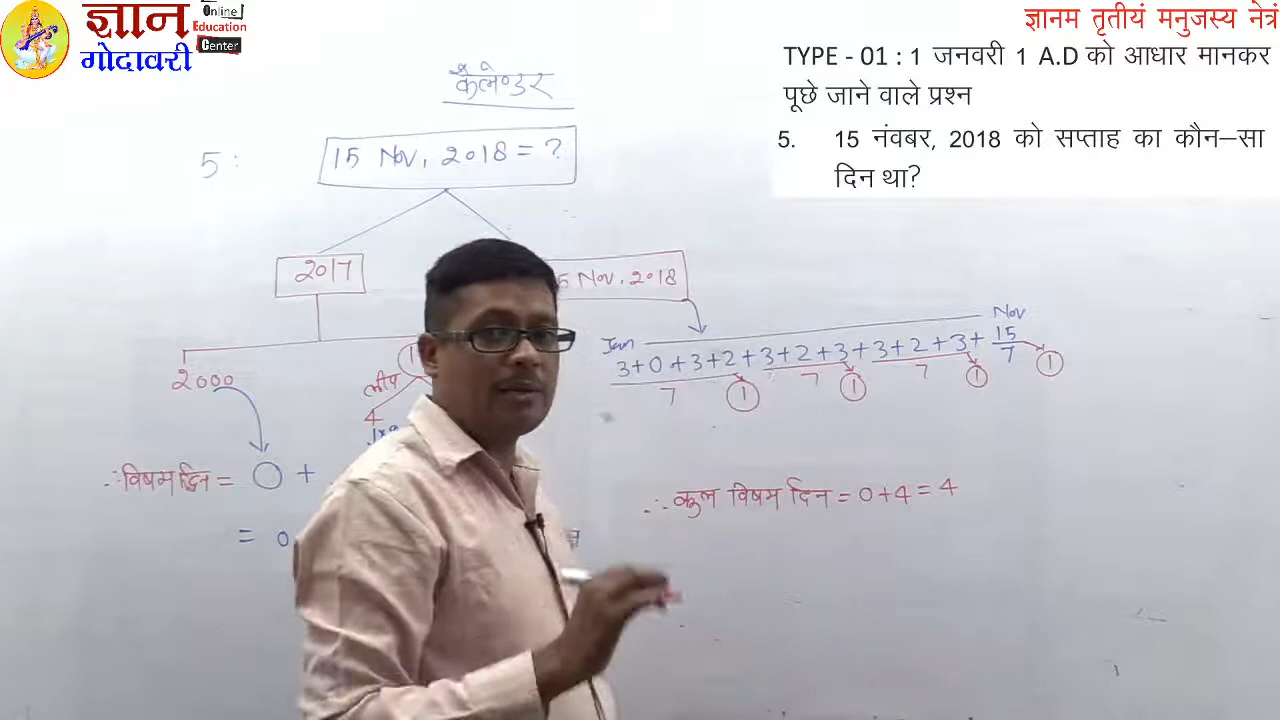 ज्ञान
गोदावरी
Online
Education
Center
ज्ञानम तृतीयं मनुजस्य नेत्रं
TYPE - 01 : 1 जनवरी 1 A.D को आधार मानकर
पूछे जाने वाले प्रश्न
5. 15 नंवबर, 2018 को सप्ताह का कौन–सा
दिन था?
कैलेण्डर
5:
15 Nov, 2018 = ?
2017
5 Nov, 2018
2000
लीप
4
Jan
Nov
3+0+3+2+3+2+3+3+2+3+ 15
7 1 7 1 7 1 7 1
∴ विषम दिन = 0 +
= 0
∴ कुल विषम दिन = 0+4 = 4